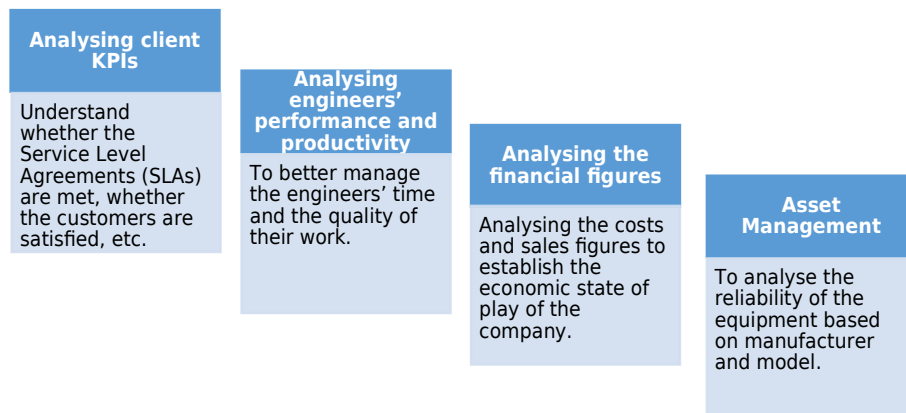 Analysing client
KPIs
Understand
whether the
Service Level
Agreements (SLAs)
are met, whether
the customers are
satisfied, etc.
Analysing
engineers’
performance and
productivity
To better manage
the engineers’ time
and the quality of
their work.
Analysing the
financial figures
Analysing the costs
and sales figures to
establish the
economic state of
play of the
company.
Asset
Management
To analyse the
reliability of the
equipment based
on manufacturer
and model.